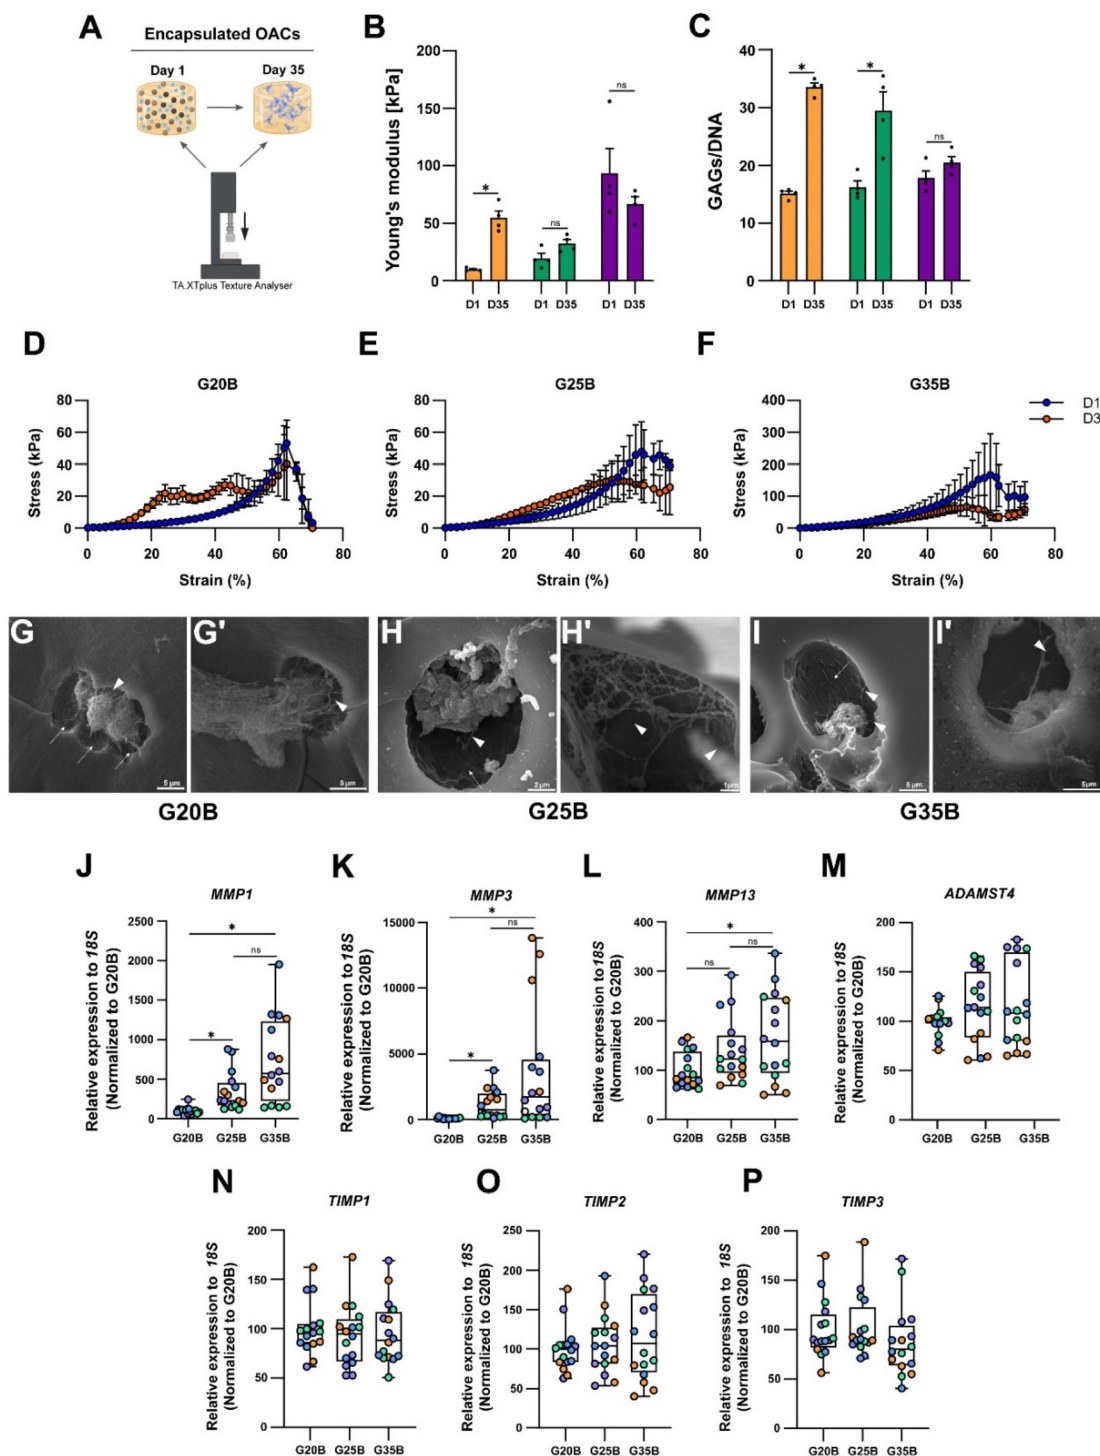 A
Encapsulated OACs
Day 1
Day 35
TA.XTplus Texture Analyser
B
Young's modulus [kPa]
200
150
100
50
0
*
ns
ns
D1 D35 D1 D35 D1 D35
C
GAGs/DNA
40
30
20
10
0
*
*
ns
D1 D35 D1 D35 D1 D35
D
G20B
Stress (kPa)
80
60
40
20
0
0 20 40 60 80
Strain (%)
E
G25B
Stress (kPa)
80
60
40
20
0
0 20 40 60 80
Strain (%)
F
G35B
Stress (kPa)
400
300
200
100
0
0 20 40 60 80
Strain (%)
D1
D3
G
5 µm
G'
5µm
H
2µm
H'
1µm
I
5µm
I'
5µm
G20B
G25B
G35B
J
MMP1
Relative expression to 18S
(Normalized to G20B)
2500
2000
1500
1000
500
0
*
ns
*
G20B G25B G35B
K
MMP3
Relative expression to 18S
(Normalized to G20B)
15000
10000
5000
0
*
ns
*
G20B G25B G35B
L
MMP13
Relative expression to 18S
(Normalized to G20B)
400
300
200
100
0
*
ns
ns
G20B G25B G35B
M
ADAMST4
Relative expression to 18S
(Normalized to G20B)
200
150
100
50
0
G20B G25B G35B
N
TIMP1
Relative expression to 18S
(Normalized to G20B)
200
150
100
50
0
G20B G25B G35B
O
TIMP2
Relative expression to 18S
(Normalized to G20B)
250
200
150
100
50
0
G20B G25B G35B
P
TIMP3
Relative expression to 18S
(Normalized to G20B)
200
150
100
50
0
G20B G25B G35B